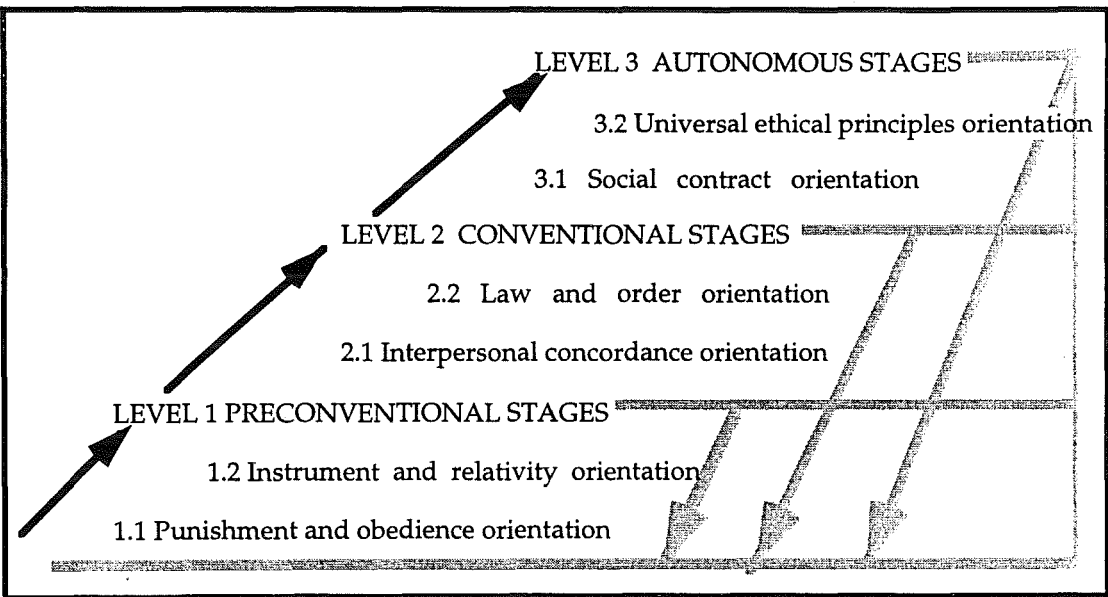 LEVEL 3 AUTONOMOUS STAGES
3.2 Universal ethical principles orientation
3.1 Social contract orientation
LEVEL 2 CONVENTIONAL STAGES
2.2 Law and order orientation
2.1 Interpersonal concordance orientation
LEVEL 1 PRECONVENTIONAL STAGES
1.2 Instrument and relativity orientation
1.1 Punishment and obedience orientation